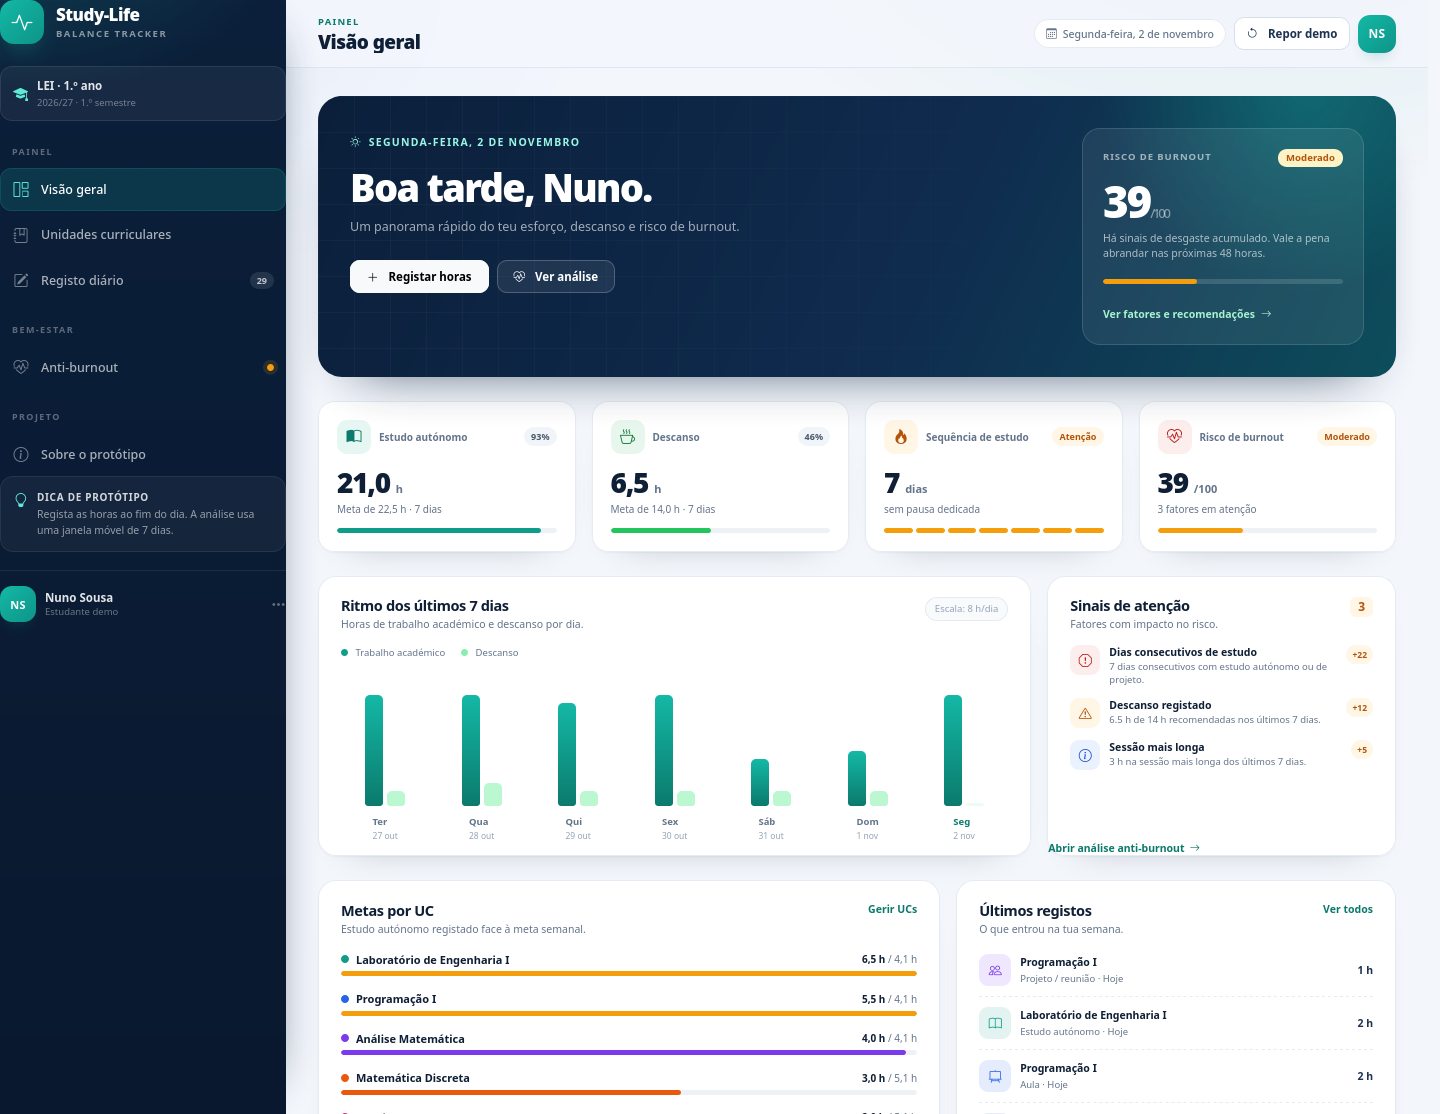 Study-Life
BALANCE TRACKER
LEI · 1.º ano
2026/27 · 1.º semestre
PAINEL
Visão geral
Unidades curriculares
Registo diário
29
BEM-ESTAR
Anti-burnout
PROJETO
Sobre o protótipo
DICA DE PROTÓTIPO
Regista as horas ao fim do dia. A análise usa
uma janela móvel de 7 dias.
NS
Nuno Sousa
Estudante demo
PAINEL
Visão geral
Segunda-feira, 2 de novembro
Repor demo
NS
SEGUNDA-FEIRA, 2 DE NOVEMBRO
Boa tarde, Nuno.
Um panorama rápido do teu esforço, descanso e risco de burnout.
Registar horas
Ver análise
RISCO DE BURNOUT
Moderado
39/100
Há sinais de desgaste acumulado. Vale a pena
abrandar nas próximas 48 horas.
Ver fatores e recomendações
Estudo autónomo
93%
21,0 h
Meta de 22,5 h · 7 dias
Descanso
46%
6,5 h
Meta de 14,0 h · 7 dias
Sequência de estudo
Atenção
7 dias
sem pausa dedicada
Risco de burnout
Moderado
39 /100
3 fatores em atenção
Ritmo dos últimos 7 dias
Horas de trabalho académico e descanso por dia.
Escala: 8 h/dia
Trabalho académico
Descanso
Ter
27 out
Qua
28 out
Qui
29 out
Sex
30 out
Sáb
31 out
Dom
1 nov
Seg
2 nov
Sinais de atenção
3
Fatores com impacto no risco.
Dias consecutivos de estudo
+22
7 dias consecutivos com estudo autónomo ou de
projeto.
Descanso registado
+12
6.5 h de 14 h recomendadas nos últimos 7 dias.
Sessão mais longa
+5
3 h na sessão mais longa dos últimos 7 dias.
Abrir análise anti-burnout
Metas por UC
Gerir UCs
Estudo autónomo registado face à meta semanal.
Laboratório de Engenharia I
6,5 h / 4,1 h
Programação I
5,5 h / 4,1 h
Análise Matemática
4,0 h / 4,1 h
Matemática Discreta
3,0 h / 5,1 h
Últimos registos
Ver todos
O que entrou na tua semana.
Programação I
Projeto / reunião · Hoje
1 h
Laboratório de Engenharia I
Estudo autónomo · Hoje
2 h
Programação I
Aula · Hoje
2 h